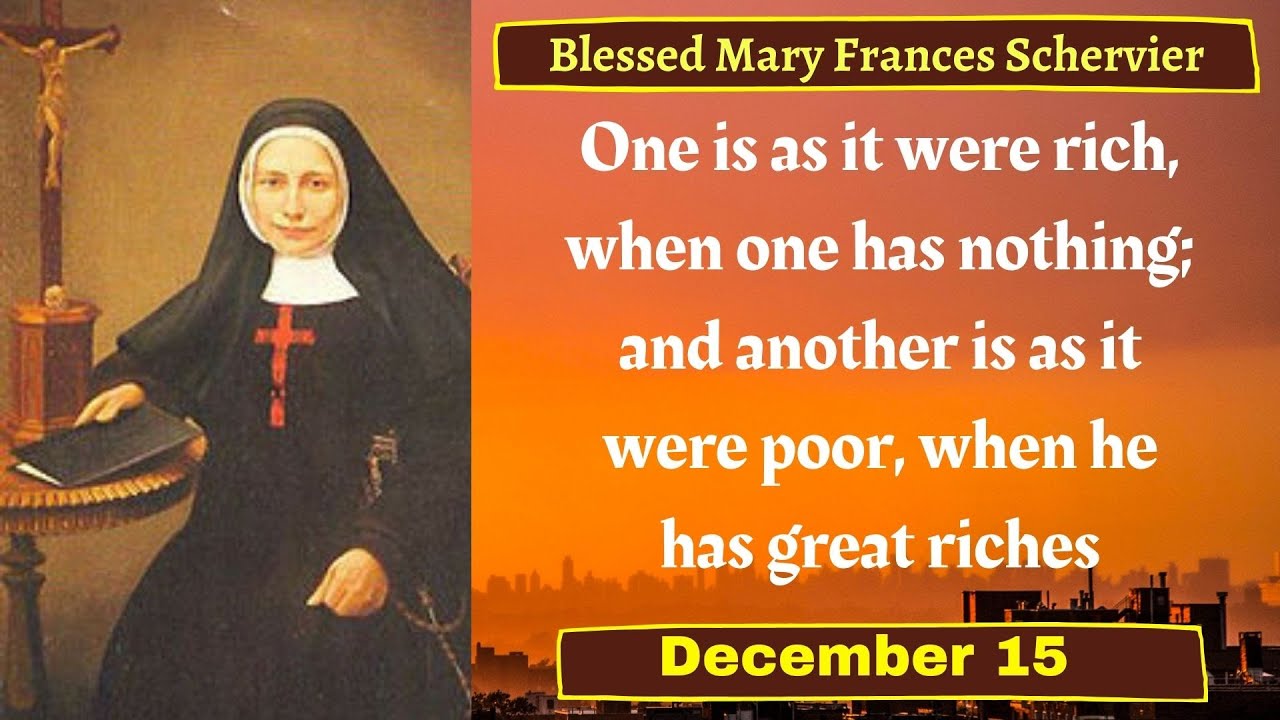 Blessed Mary Frances Schervier
One is as it were rich,
when one has nothing;
and another is as it
were poor, when he
has great riches
December 15